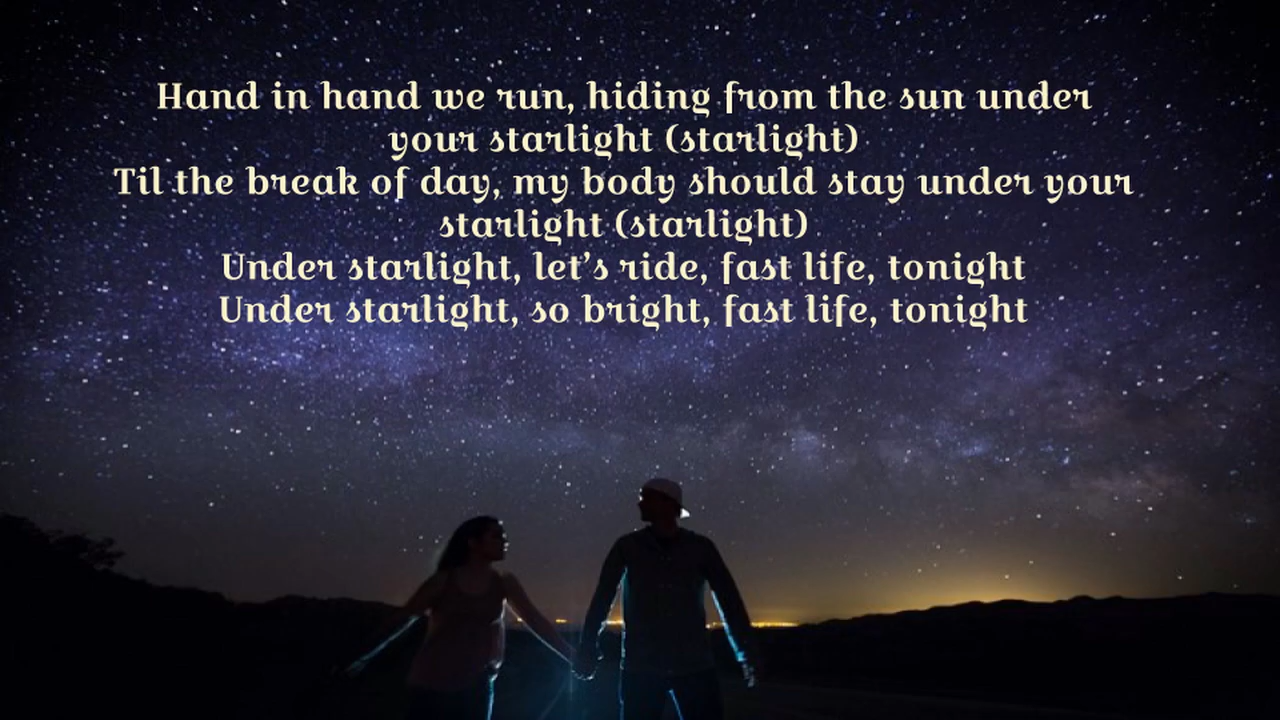 Hand in hand we run, hiding from the sun under
your starlight (starlight)
Til the break of day, my body should stay under your
starlight (starlight)
Under starlight, let's ride, fast life, tonight
Under starlight, so bright, fast life, tonight